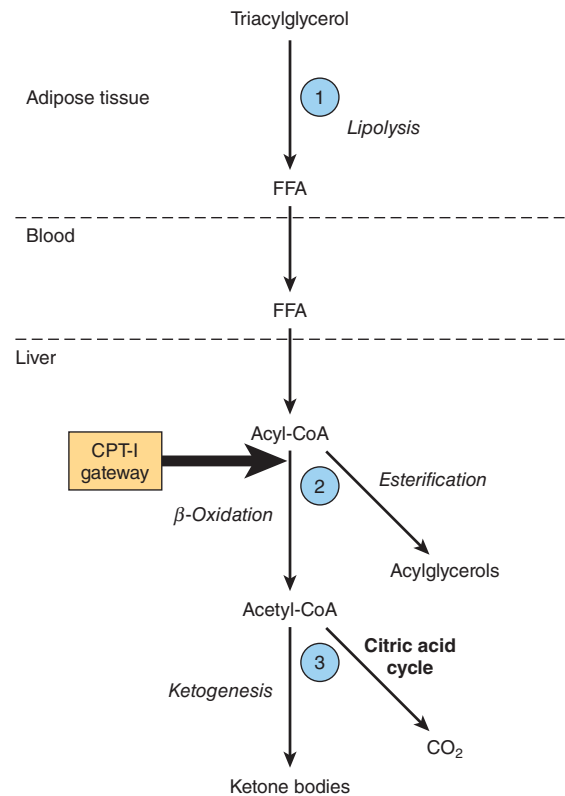 Triacylglycerol
Adipose tissue
1
Lipolysis
FFA
Blood
FFA
Liver
Acyl-CoA
CPT-I
gateway
2
Esterification
β-Oxidation
Acylglycerols
Acetyl-CoA
Citric acid
cycle
3
Ketogenesis
CO₂
Ketone bodies